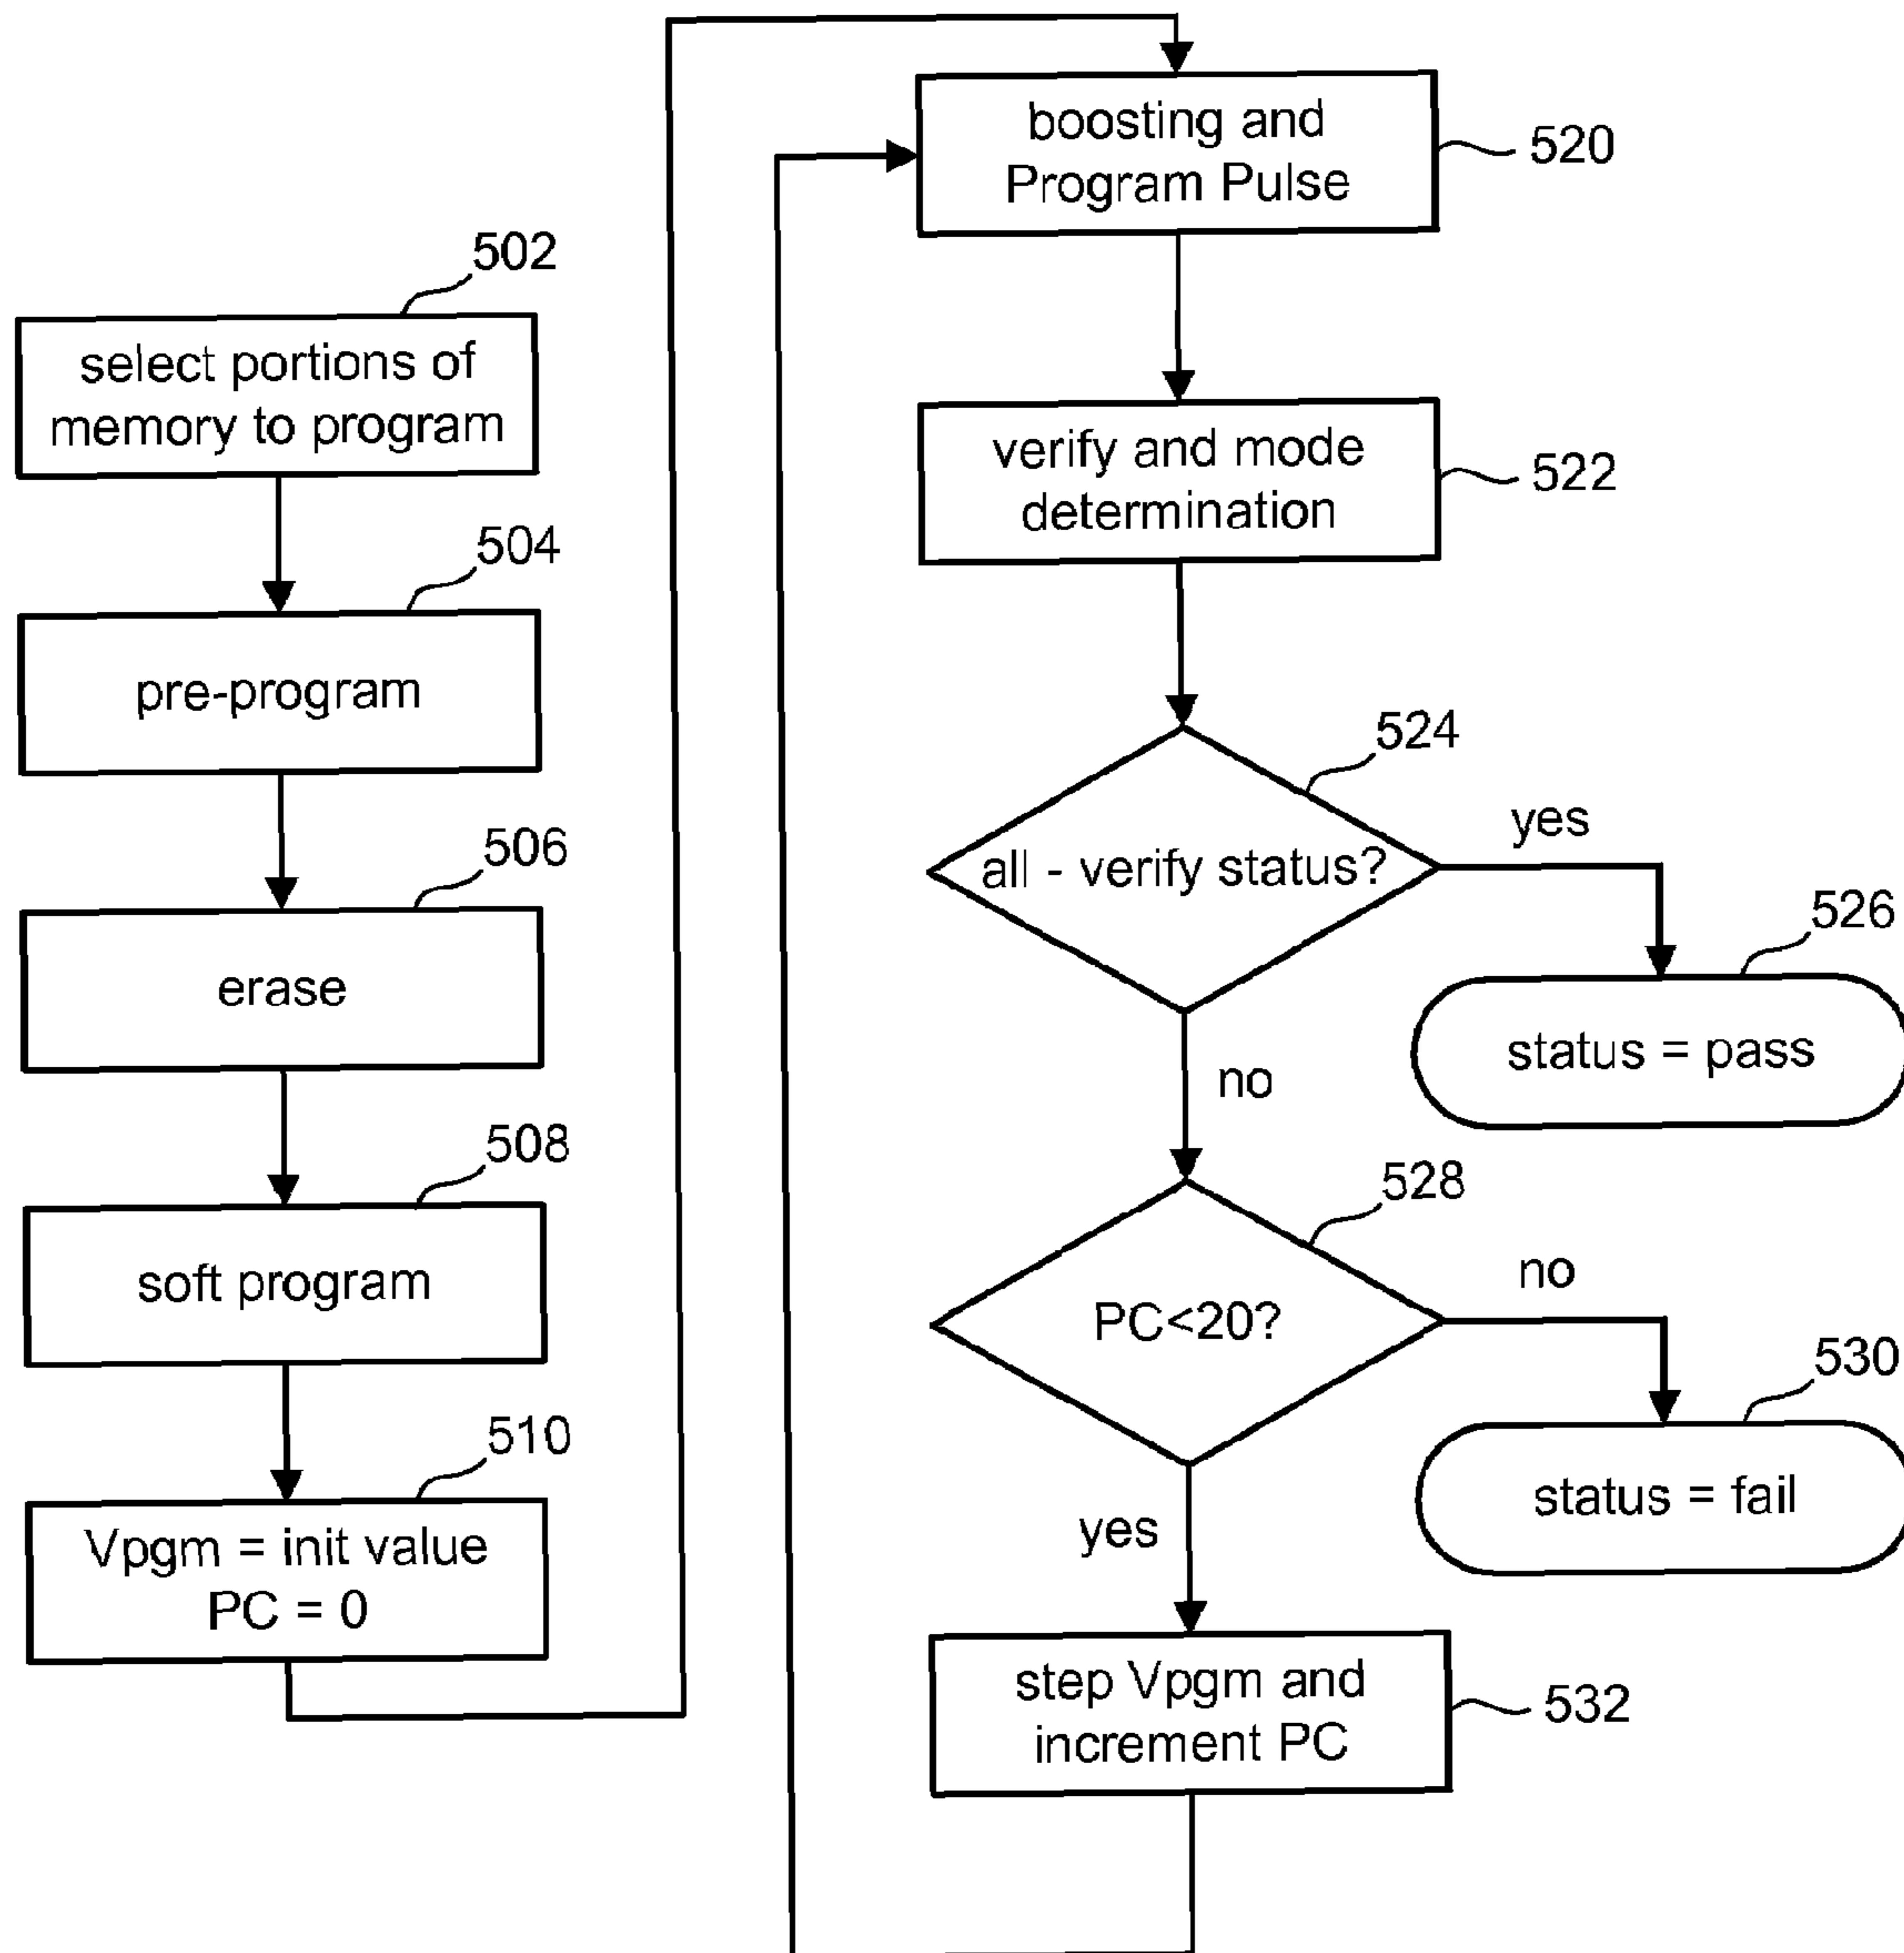 502
select portions of
memory to program
504
pre-program
506
erase
508
soft program
510
Vpgm = init value
PC = 0
boosting and
Program Pulse
520
verify and mode
determination
522
524
all - verify status?
yes
526
status = pass
no
528
PC<20?
no
530
status = fail
yes
step Vpgm and
increment PC
532